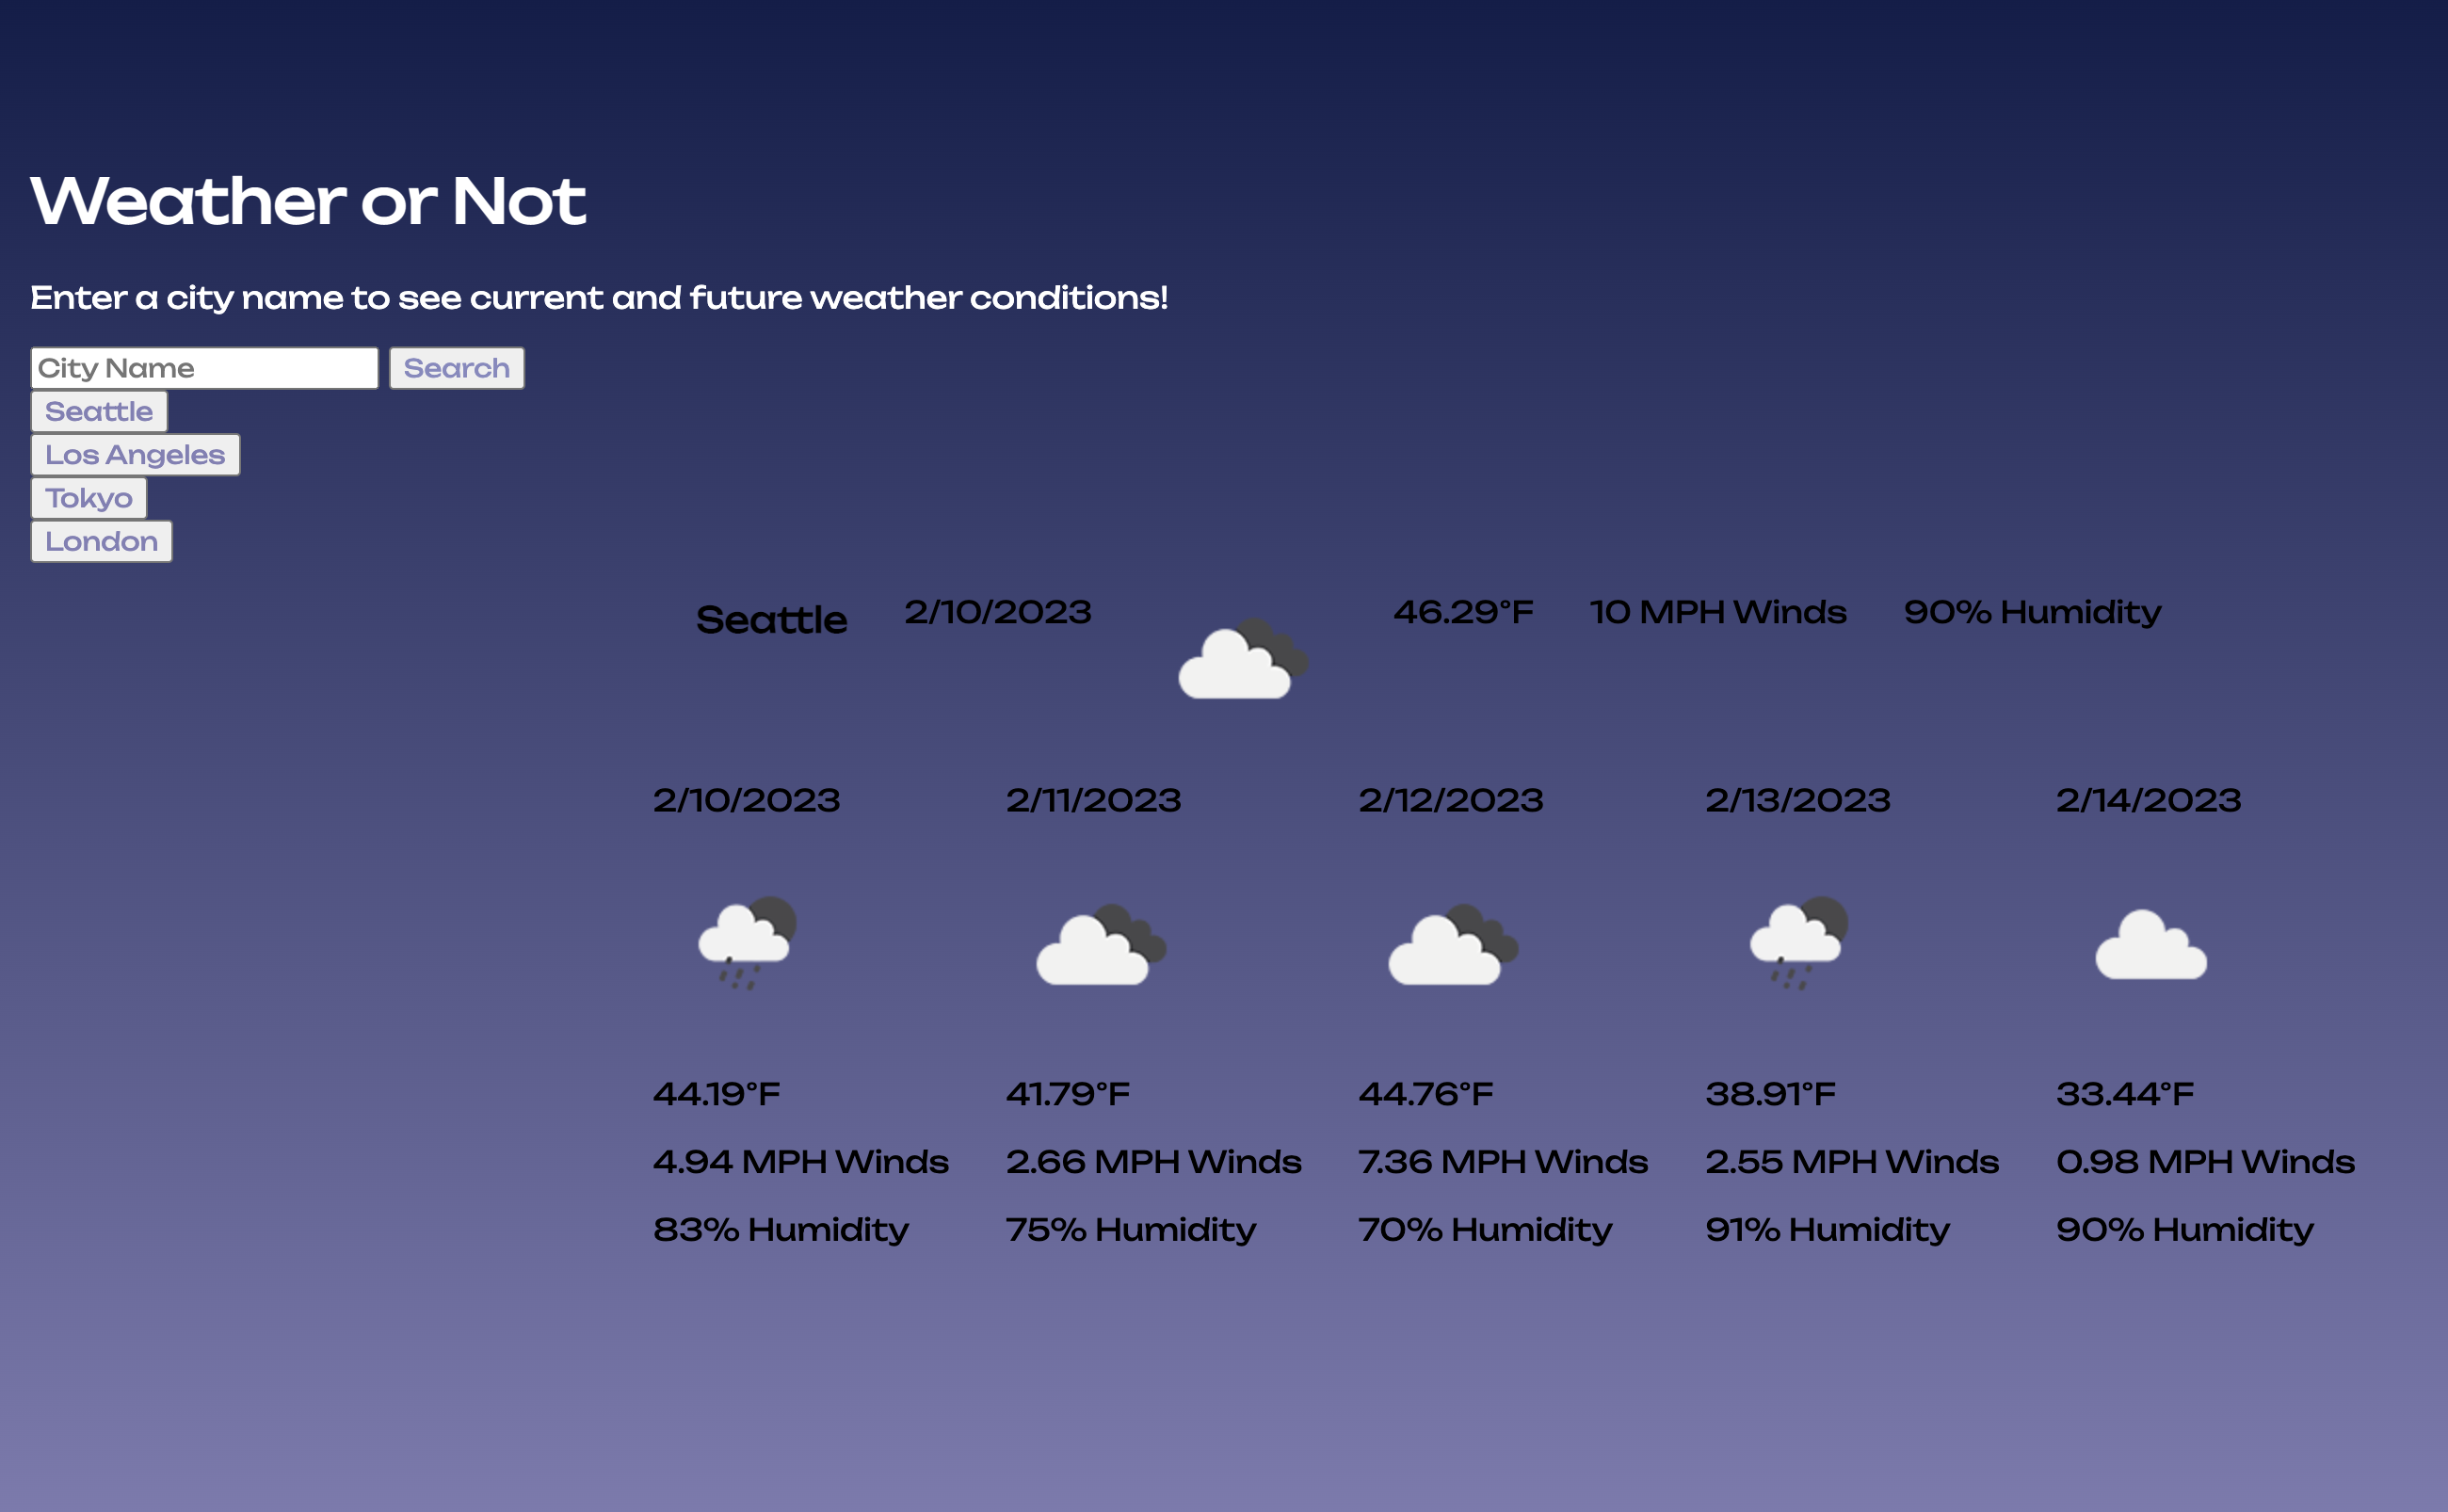 Weather or Not
Enter a city name to see current and future weather conditions!
City Name Search
Seattle
Los Angeles
Tokyo
London
Seattle 2/10/2023 46.29°F 10 MPH Winds 90% Humidity
2/10/2023 2/11/2023 2/12/2023 2/13/2023 2/14/2023
44.19°F 41.79°F 44.76°F 38.91°F 33.44°F
4.94 MPH Winds 2.66 MPH Winds 7.36 MPH Winds 2.55 MPH Winds 0.98 MPH Winds
83% Humidity 75% Humidity 70% Humidity 91% Humidity 90% Humidity